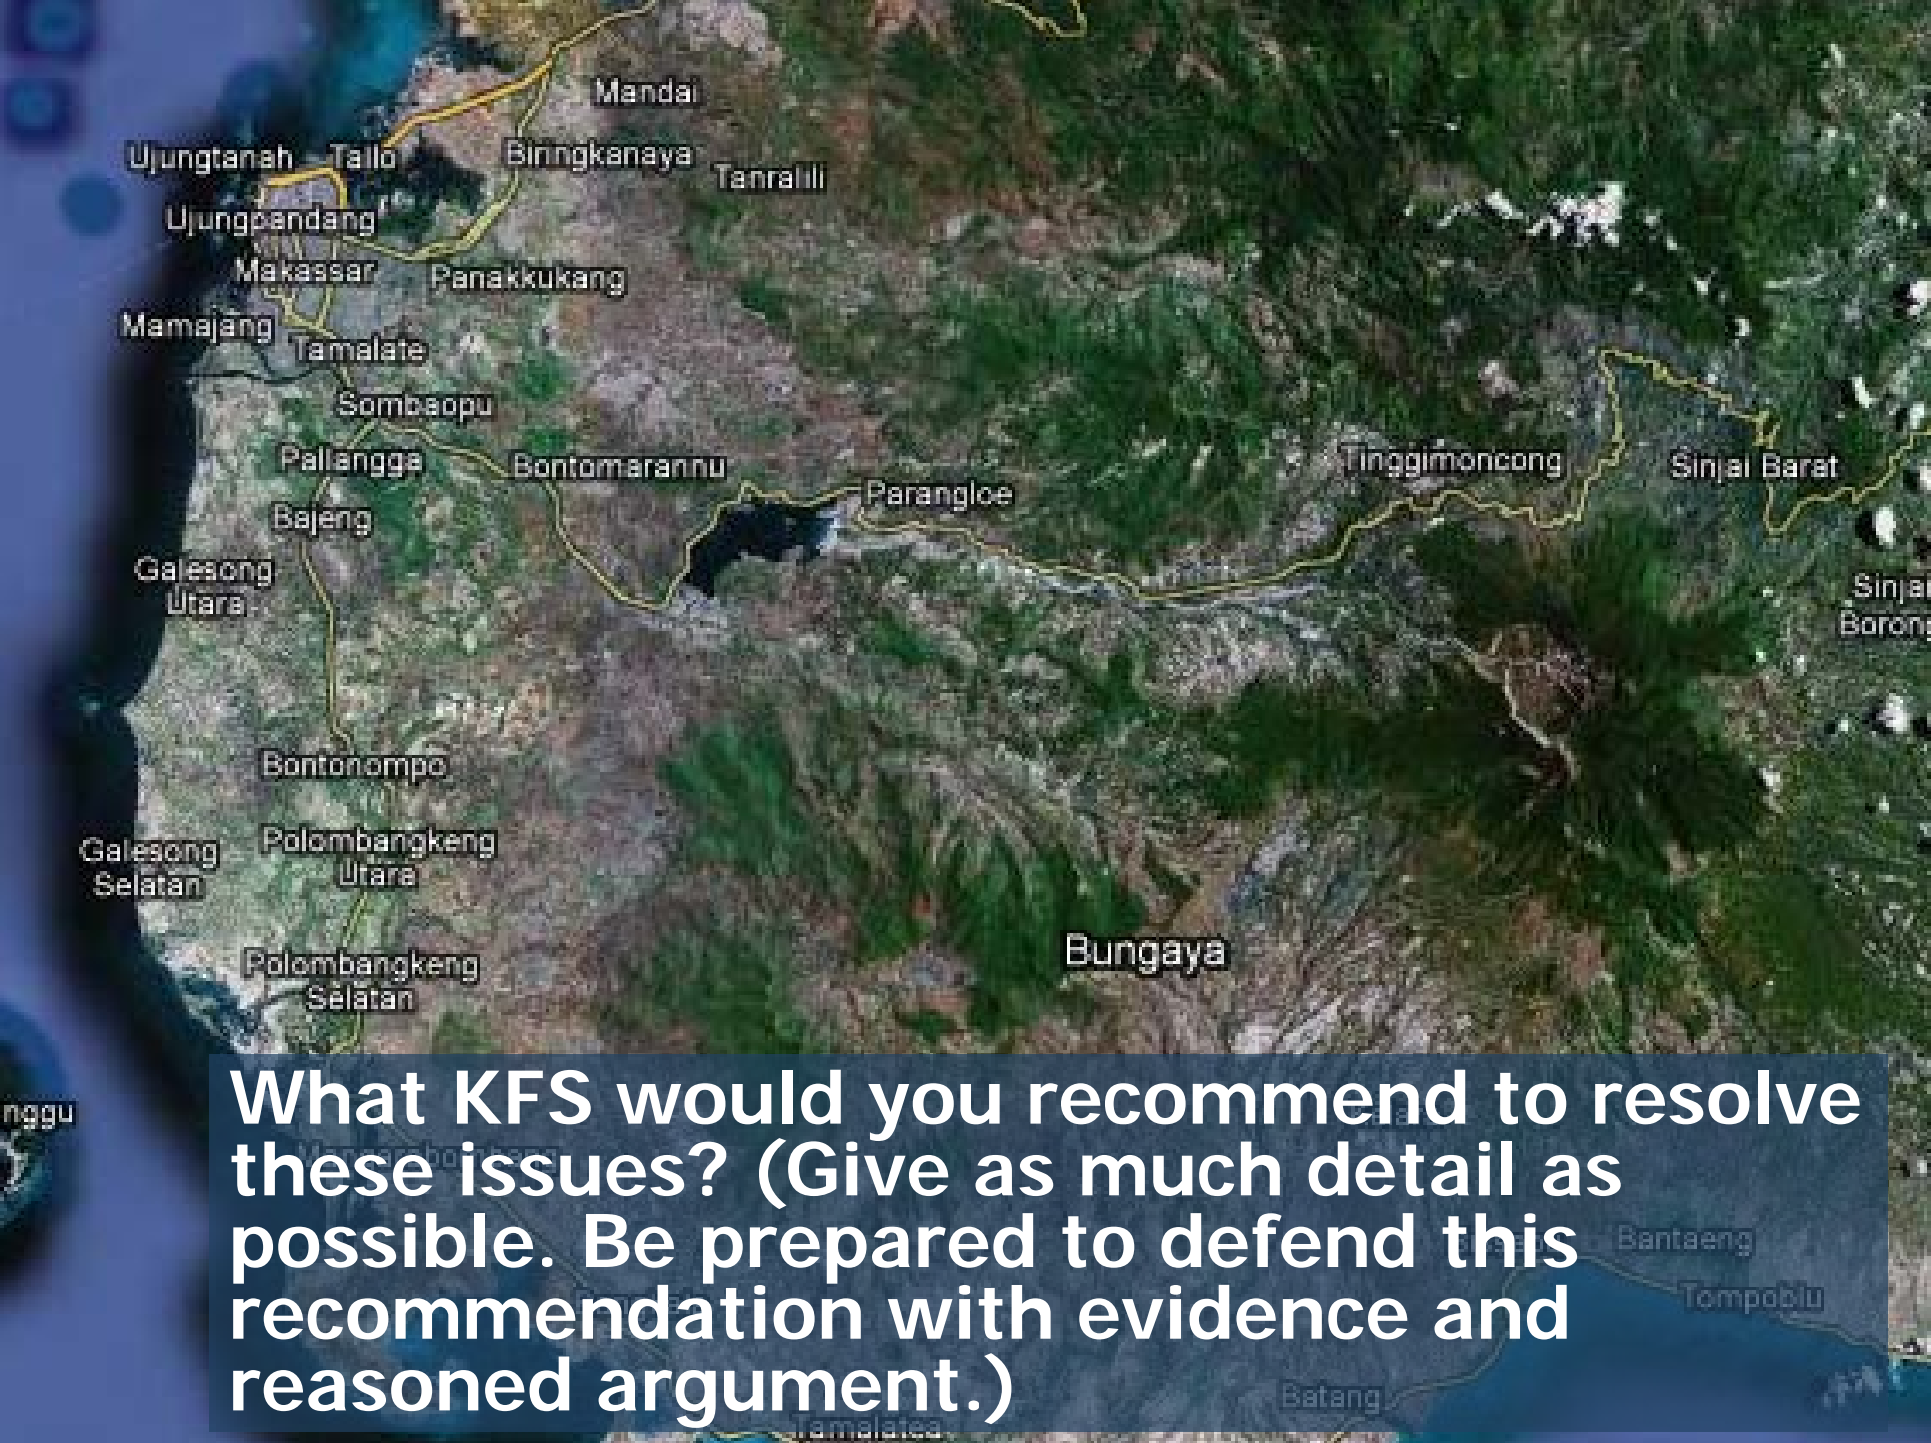 Mandai
Ujungtanah Tallo
Biringkanaya
Tanralili
Ujungpandang
Makassar
Panakkukang
Mamajang
Tamalate
Sombaopu
Pallangga
Bontomarannu
Tinggimoncong
Sinjai Barat
Parangloe
Bajeng
Galesong
Utara
Sinjai
Borong
Bontonompo
Polombangkeng
Utara
Galesong
Selatan
Polombangkeng
Selatan
Bungaya
nggu
What KFS would you recommend to resolve
these issues? (Give as much detail as
possible. Be prepared to defend this
recommendation with evidence and
reasoned argument.)
Bantaeng
Tompoblu
Batang
Tamalatea